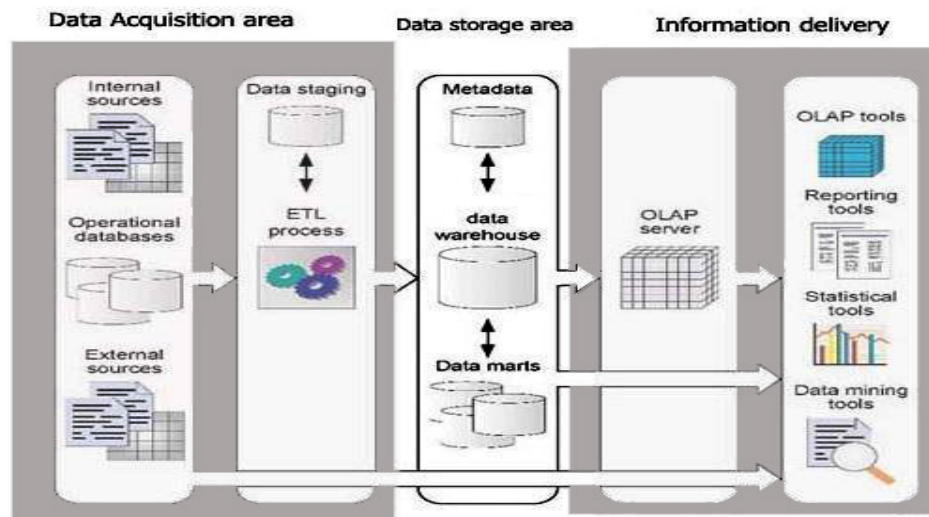 Data Acquisition area
Data storage area
Information delivery
Internal
sources
Operational
databases
External
sources
Data staging
ETL
process
Metadata
data
warehouse
Data marts
OLAP
server
OLAP tools
Reporting
tools
Statistical
tools
Data mining
tools